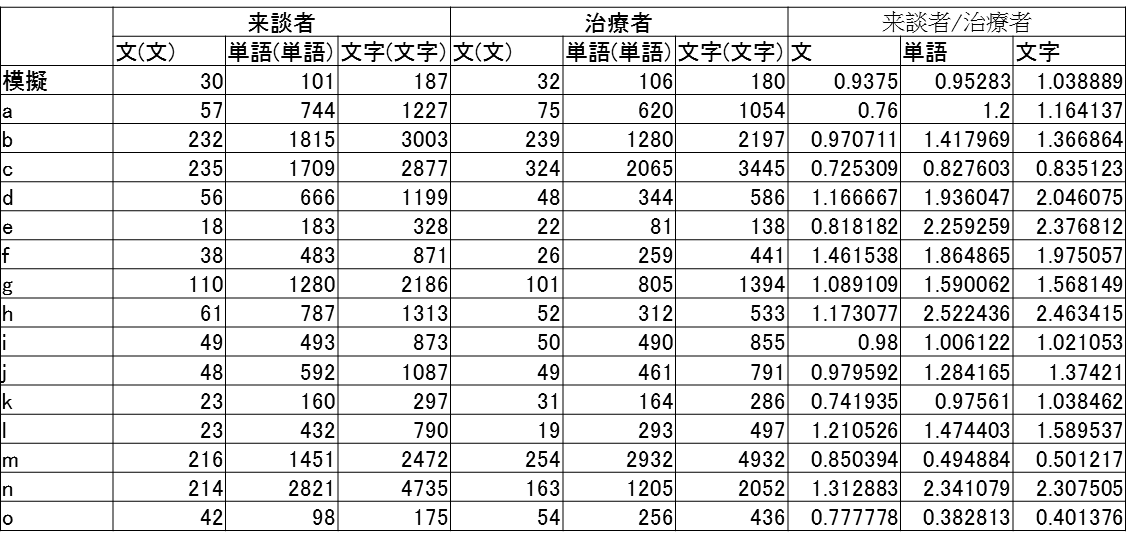 来談者 治療者 来談者/治療者
文(文) 単語(単語) 文字(文字) 文(文) 単語(単語) 文字(文字) 文 単語 文字
模擬 30 101 187 32 106 180 0.9375 0.95283 1.038889
a 57 744 1227 75 620 1054 0.76 1.2 1.164137
b 232 1815 3003 239 1280 2197 0.970711 1.417969 1.366864
c 235 1709 2877 324 2065 3445 0.725309 0.827603 0.835123
d 56 666 1199 48 344 586 1.166667 1.936047 2.046075
e 18 183 328 22 81 138 0.818182 2.259259 2.376812
f 38 483 871 26 259 441 1.461538 1.864865 1.975057
g 110 1280 2186 101 805 1394 1.089109 1.590062 1.568149
h 61 787 1313 52 312 533 1.173077 2.522436 2.463415
i 49 493 873 50 490 855 0.98 1.006122 1.021053
j 48 592 1087 49 461 791 0.979592 1.284165 1.37421
k 23 160 297 31 164 286 0.741935 0.97561 1.038462
l 23 432 790 19 293 497 1.210526 1.474403 1.589537
m 216 1451 2472 254 2932 4932 0.850394 0.494884 0.501217
n 214 2821 4735 163 1205 2052 1.312883 2.341079 2.307505
o 42 98 175 54 256 436 0.777778 0.382813 0.401376